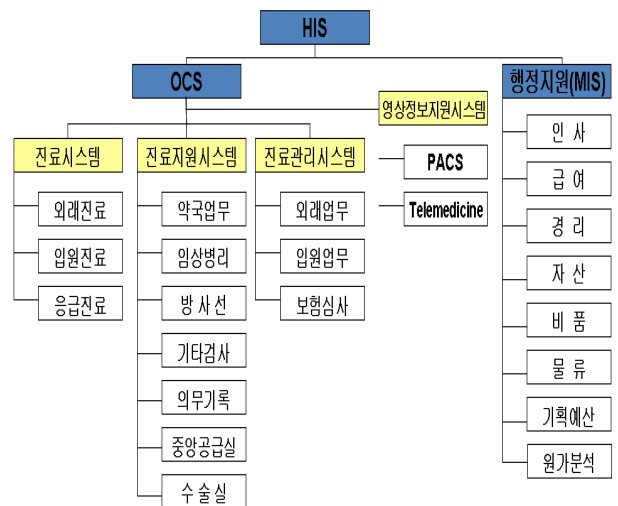 HIS
OCS
행정지원(MIS)
영상정보지원시스템
진료시스템
진료지원시스템
진료관리시스템
PACS
Telemedicine
외래진료
입원진료
응급진료
약국업무
임상병리
방 사 선
기타검사
의무기록
중앙공급실
수 술 실
외래업무
입원업무
보험심사
인 사
급 여
경 리
자 산
비 품
물 류
기획예산
원가분석